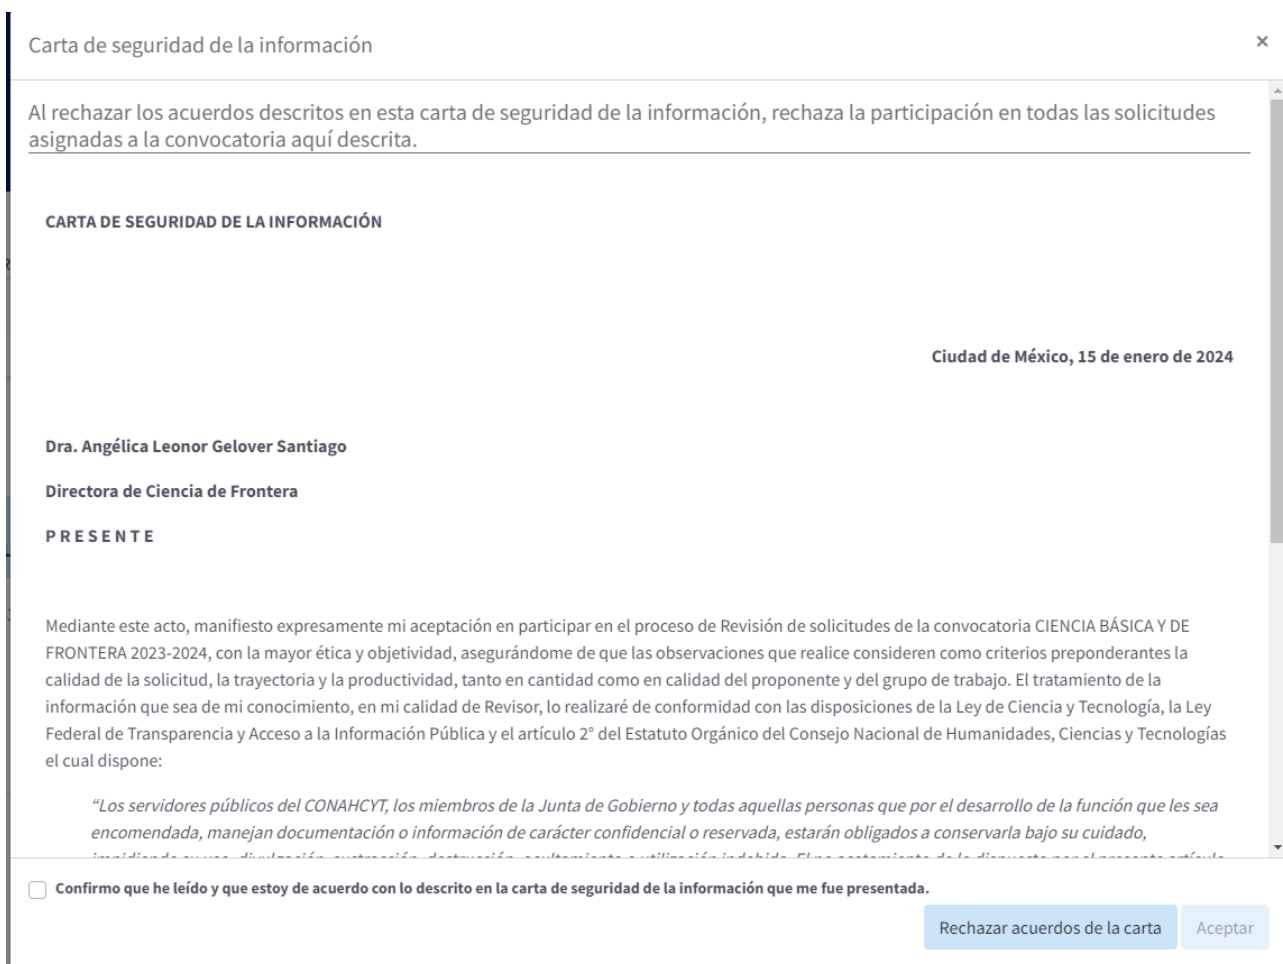 Carta de seguridad de la información
×
Al rechazar los acuerdos descritos en esta carta de seguridad de la información, rechaza la participación en todas las solicitudes
asignadas a la convocatoria aquí descrita.
CARTA DE SEGURIDAD DE LA INFORMACIÓN
Ciudad de México, 15 de enero de 2024
Dra. Angélica Leonor Gelover Santiago
Directora de Ciencia de Frontera
P R E S E N T E
Mediante este acto, manifiesto expresamente mi aceptación en participar en el proceso de Revisión de solicitudes de la convocatoria CIENCIA BÁSICA Y DE
FRONTERA 2023-2024, con la mayor ética y objetividad, asegurándome de que las observaciones que realice consideren como criterios preponderantes la
calidad de la solicitud, la trayectoria y la productividad, tanto en cantidad como en calidad del proponente y del grupo de trabajo. El tratamiento de la
información que sea de mi conocimiento, en mi calidad de Revisor, lo realizaré de conformidad con las disposiciones de la Ley de Ciencia y Tecnología, la Ley
Federal de Transparencia y Acceso a la Información Pública y el artículo 2° del Estatuto Orgánico del Consejo Nacional de Humanidades, Ciencias y Tecnologías
el cual dispone:
“Los servidores públicos del CONAHCYT, los miembros de la Junta de Gobierno y todas aquellas personas que por el desarrollo de la función que les sea
encomendada, manejan documentación o información de carácter confidencial o reservada, estarán obligados a conservarla bajo su cuidado,
Confirmo que he leído y que estoy de acuerdo con lo descrito en la carta de seguridad de la información que me fue presentada.
Rechazar acuerdos de la carta
Aceptar